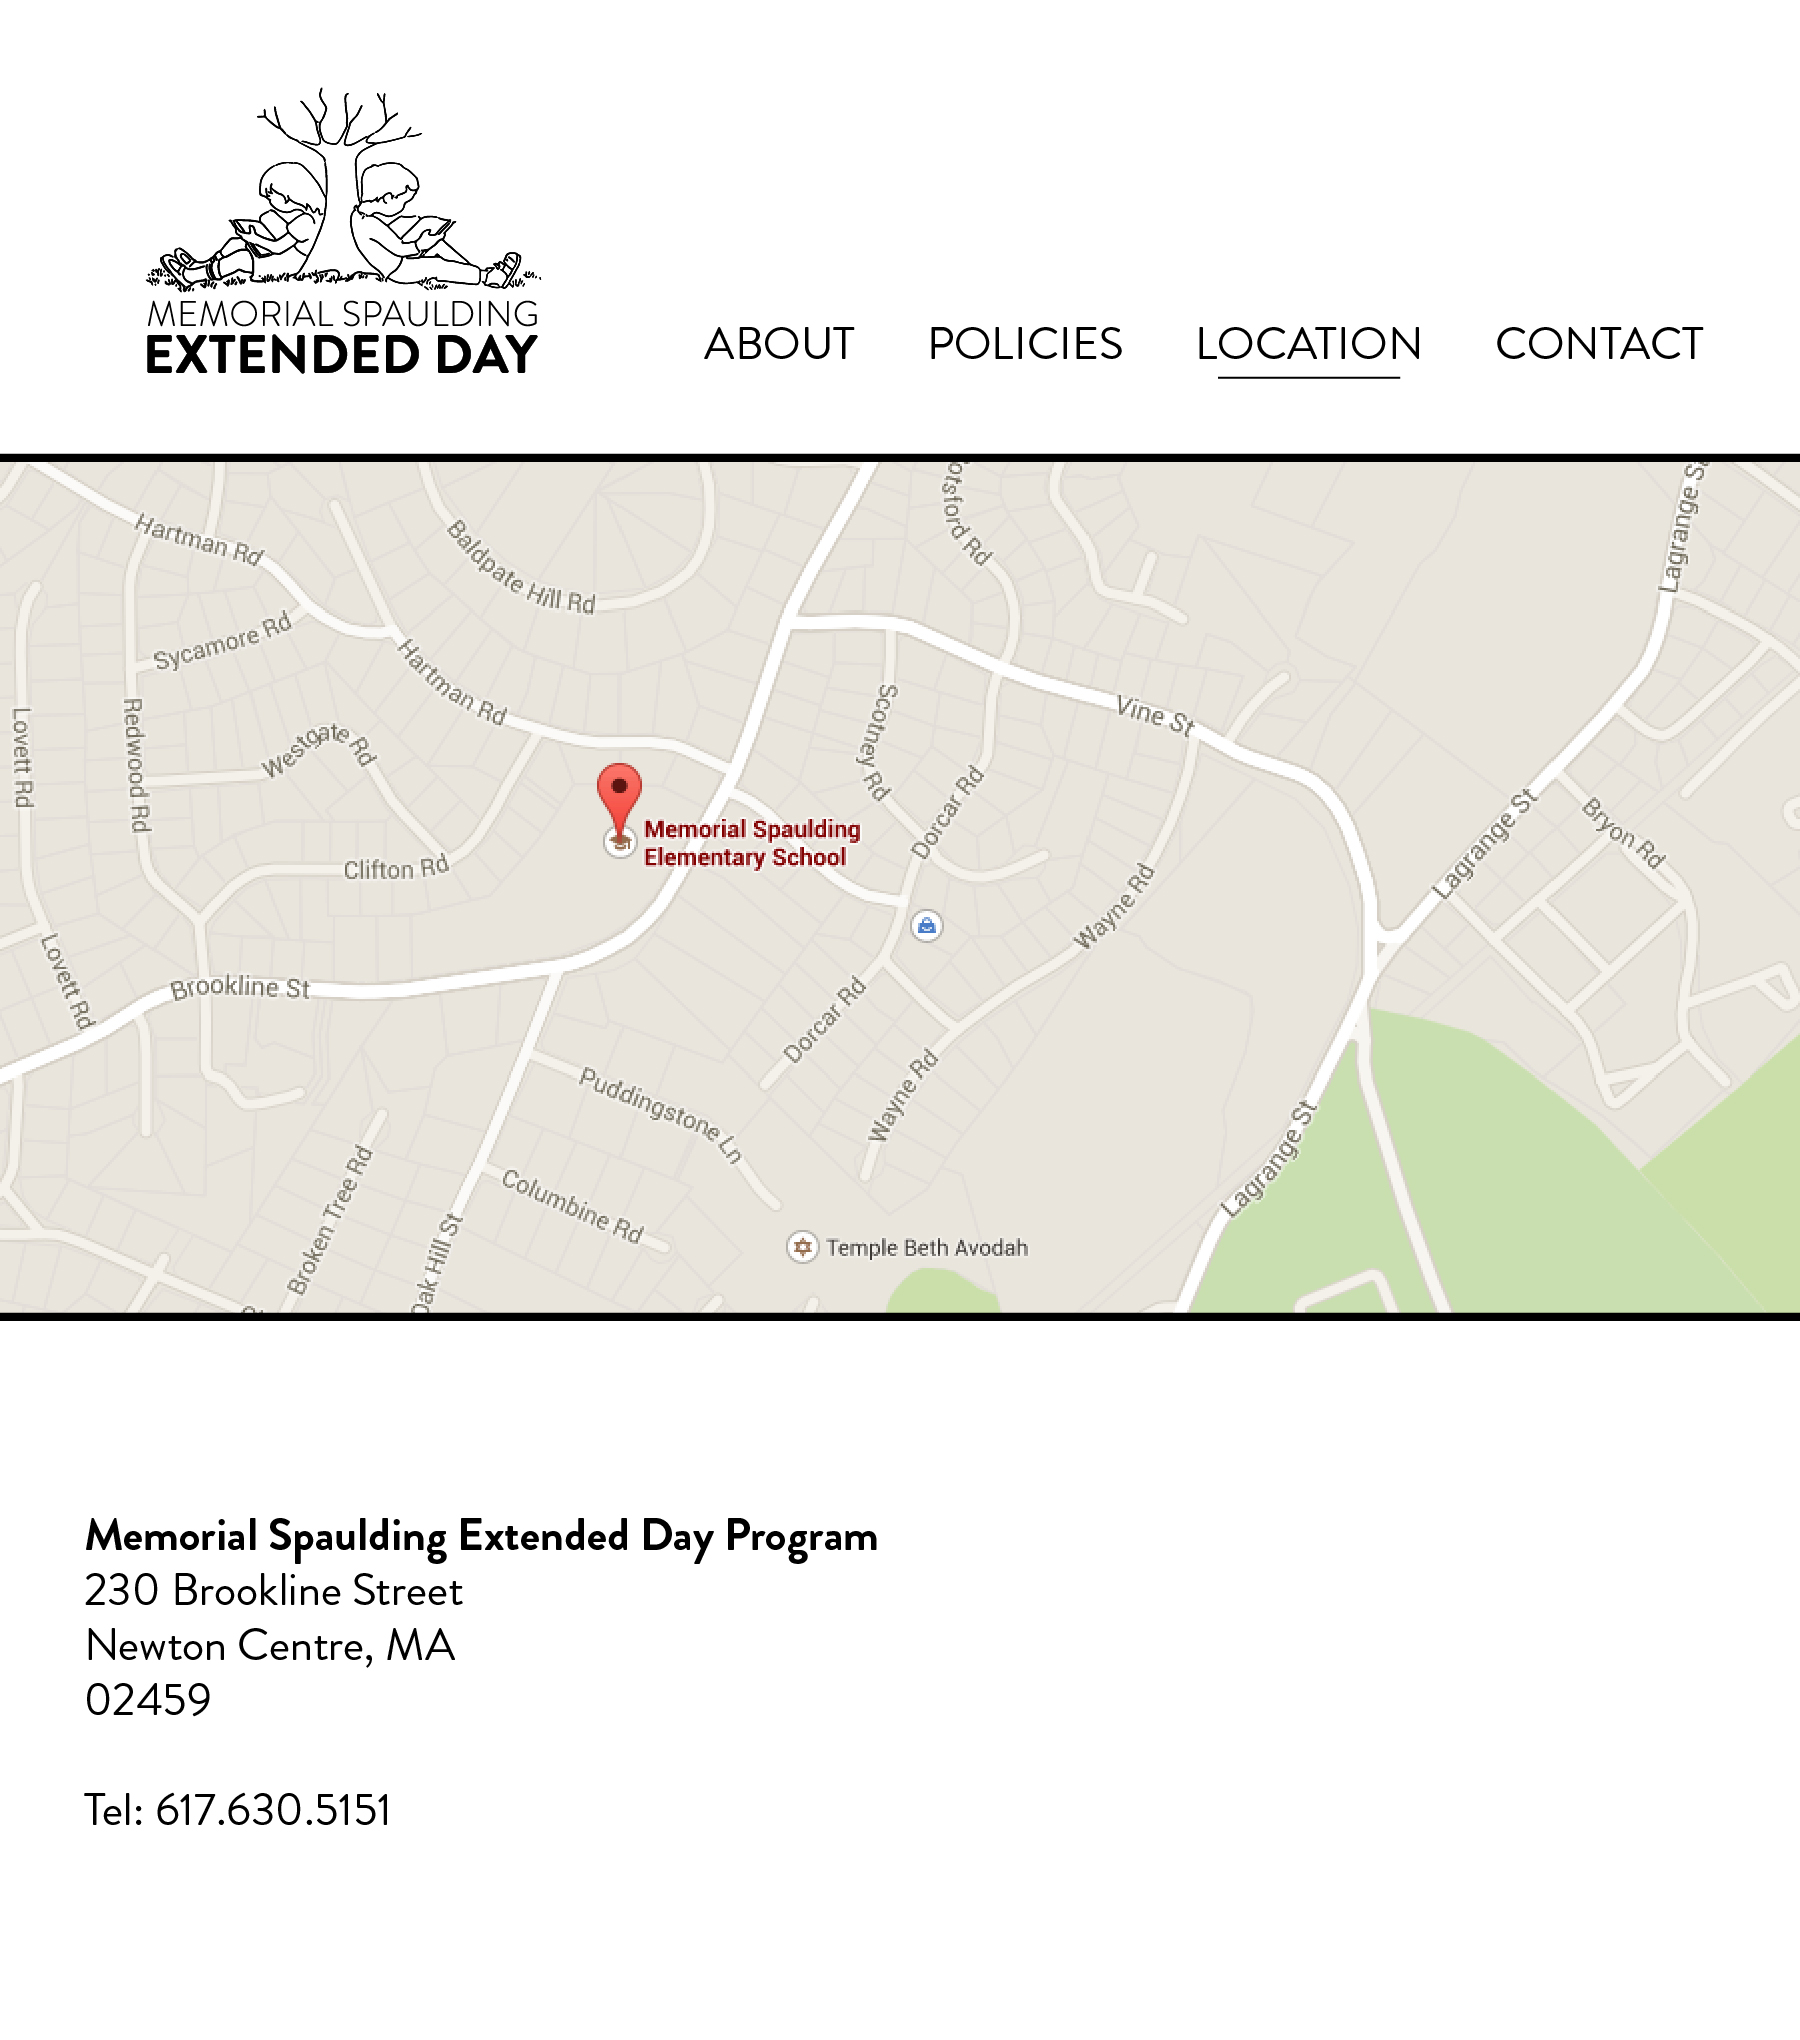 MEMORIAL SPAULDING
EXTENDED DAY
ABOUT
POLICIES
LOCATION
CONTACT
Hartman Rd
Baldpate Hill Rd
Lagrange St
Sycamore Rd
Hartman Rd
Lovett Rd
Redwood Rd
Westgate Rd
Scotney Rd
Vine St
Dorcar Rd
Memorial Spaulding
Elementary School
Clifton Rd
Lagrange St
Bryon Rd
Wayne Rd
Lovett Rd
Brookline St
Dorcar Rd
Wayne Rd
Puddingstone Ln
Lagrange St
Broken Tree Rd
Columbine Rd
Oak Hill St
Temple Beth Avodah
Memorial Spaulding Extended Day Program
230 Brookline Street
Newton Centre, MA
02459
Tel: 617.630.5151